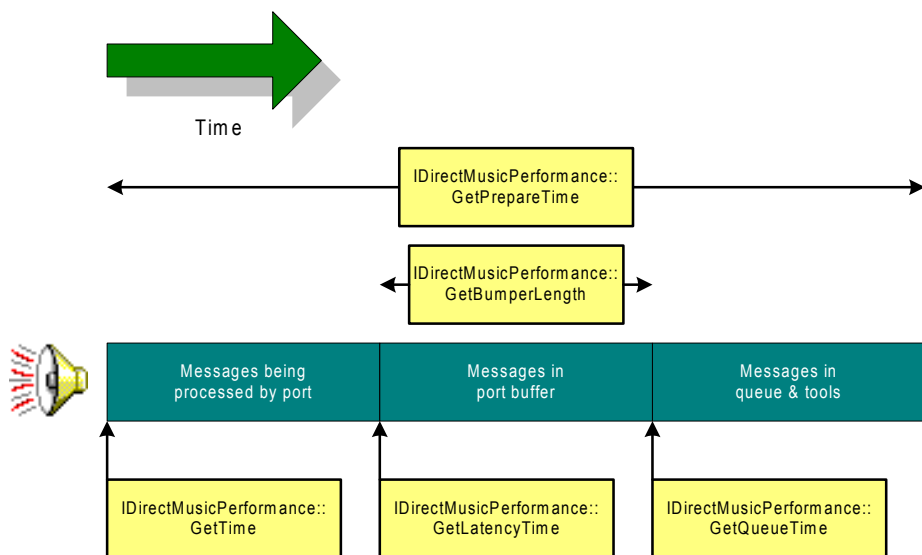 Time
IDirectMusicPerformance::
GetPrepareTime
IDirectMusicPerformance::
GetBumperLength
Messages being
processed by port
Messages in
port buffer
Messages in
queue & tools
IDirectMusicPerformance::
GetTime
IDirectMusicPerformance::
GetLatencyTime
IDirectMusicPerformance::
GetQueueTime